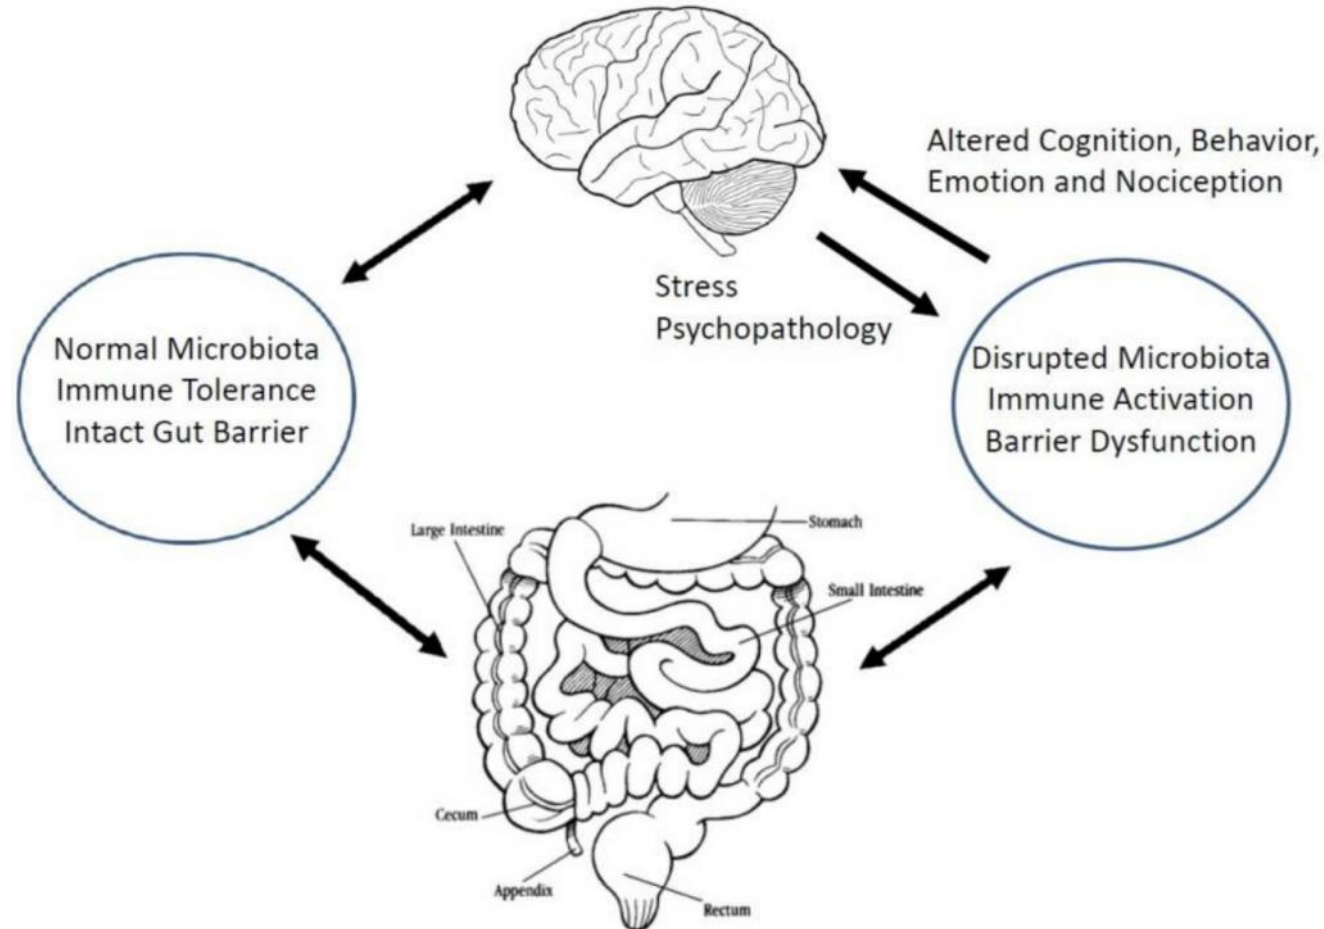 Altered Cognition, Behavior,
Emotion and Nociception
Stress
Psychopathology
Normal Microbiota
Immune Tolerance
Intact Gut Barrier
Disrupted Microbiota
Immune Activation
Barrier Dysfunction
Large Intestine
Stomach
Small Intestine
Cecum
Appendix
Rectum